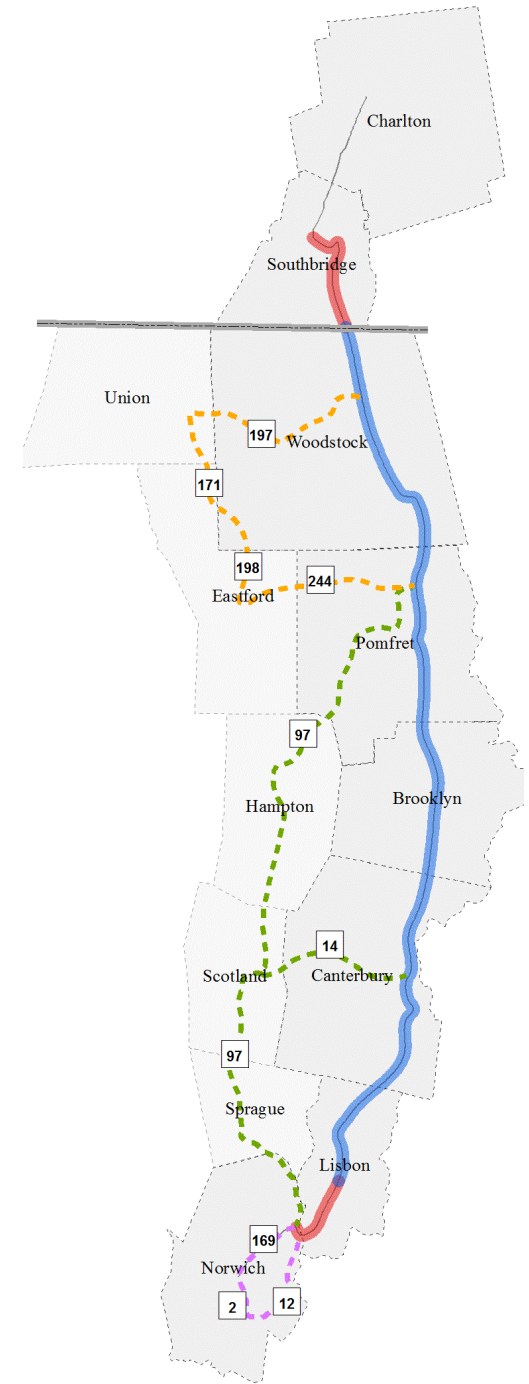 Charlton
Southbridge
Union
197
Woodstock
171
198
244
Eastford
Pomfret
97
Brooklyn
Hampton
14
Scotland
Canterbury
97
Sprague
Lisbon
169
Norwich
2
12